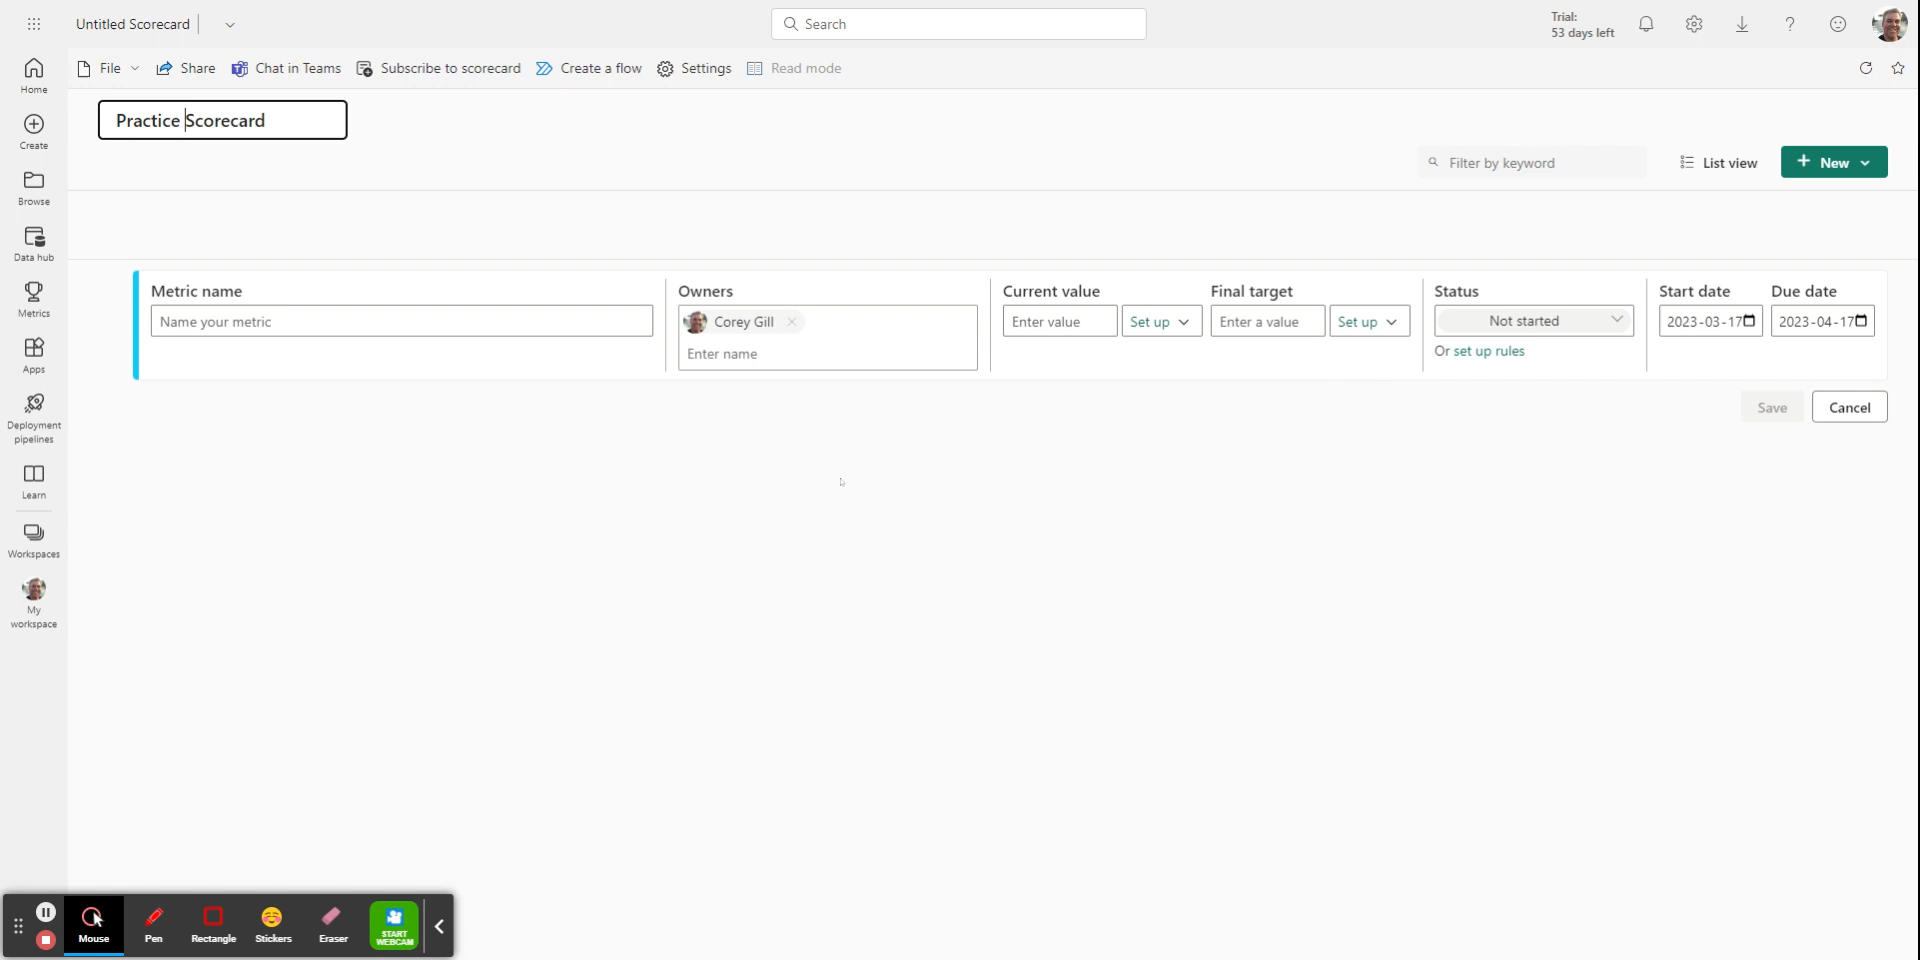 Untitled Scorecard
Search
Trial:
53 days left
File
Share
Chat in Teams
Subscribe to scorecard
Create a flow
Settings
Read mode
Home
Create
Browse
Data hub
Metrics
Apps
Deployment
pipelines
Learn
Workspaces
My
workspace
Practice Scorecard
Filter by keyword
List view
New
Metric name
Name your metric
Owners
Corey Gill
Enter name
Current value
Enter value
Set up
Final target
Enter a value
Set up
Status
Not started
Or set up rules
Start date
2023-03-17
Due date
2023-04-17
Save
Cancel
Mouse
Pen
Rectangle
Stickers
Eraser
START
WEBCAM